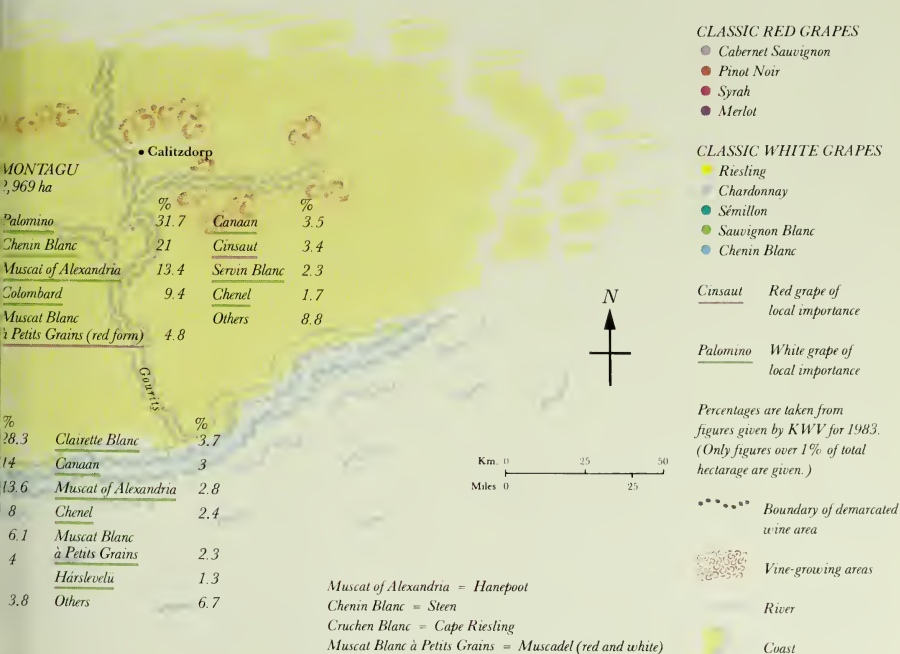 Calitzdorp
MONTAGU
2,969 ha
% %
Palomino 31.7 Canaan 3.5
Chenin Blanc 21 Cinsaut 3.4
Muscai of Alexandria 13.4 Servin Blanc 2.3
Colombard 9.4 Chenel 1.7
Muscat Blanc Others 8.8
à Petits Grains (red form) 4.8
Gourits
% %
28.3 Clairette Blanc 3.7
14 Canaan 3
13.6 Muscat of Alexandria 2.8
8 Chenel 2.4
6.1 Muscat Blanc
4 à Petits Grains 2.3
Hárslevelü 1.3
3.8 Others 6.7
Muscat of Alexandria = Hanepoot
Chenin Blanc = Steen
Cruchen Blanc = Cape Riesling
Muscat Blanc à Petits Grains = Muscadel (red and white)
N
Km. 0 25 50
Miles 0 25
CLASSIC RED GRAPES
Cabernet Sauvignon
Pinot Noir
Syrah
Merlot
CLASSIC WHITE GRAPES
Riesling
Chardonnay
Sémillon
Sauvignon Blanc
Chenin Blanc
Cinsaut Red grape of
local importance
Palomino White grape of
local importance
Percentages are taken from
figures given by KWV for 1983.
(Only figures over 1% of total
hectarage are given.)
Boundary of demarcated
wine area
Vine-growing areas
River
Coast